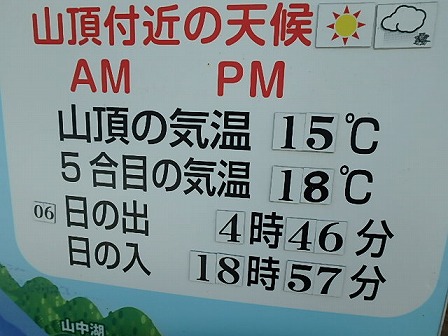 山頂付近の天候
AM PM
山頂の気温 15℃
5合目の気温 18℃
06 日の出 4時46分
日の入 18時57分
山中湖